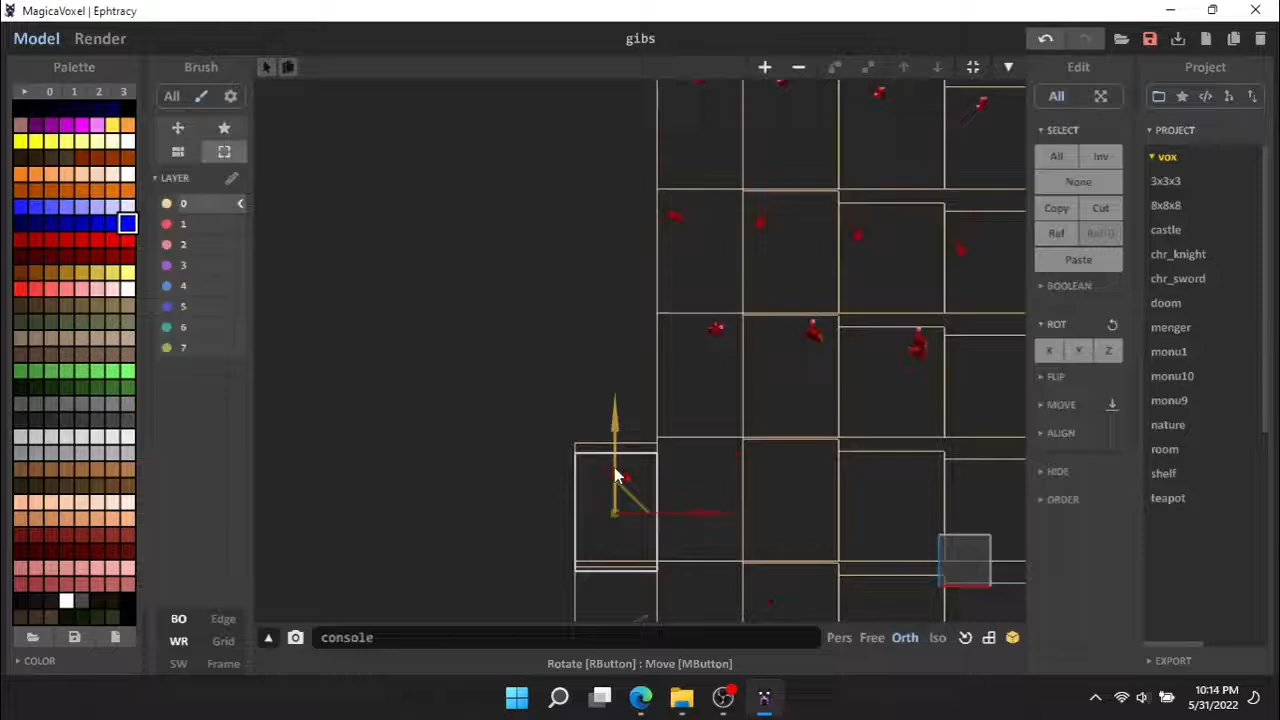 MagicaVoxel | Ephtracy
Model Render
gibs
Palette
Brush
Edit
Project
0 1 2 3
All
All
PROJECT
SELECT
vox
All Inv
3x3x3
None
8x8x8
LAYER
Copy Cut
castle
0
1
Ref
chr_knight
2
Paste
chr_sword
3
BOOLEAN
doom
4
ROT
menger
5
X Y Z
monu1
6
FLIP
monu10
7
MOVE
monu9
ALIGN
nature
room
HIDE
shelf
ORDER
teapot
BO Edge
WR Grid
SW Frame
console
Pers Free Orth Iso
COLOR
Rotate [RButton] : Move [MButton]
EXPORT
10:14 PM
5/31/2022